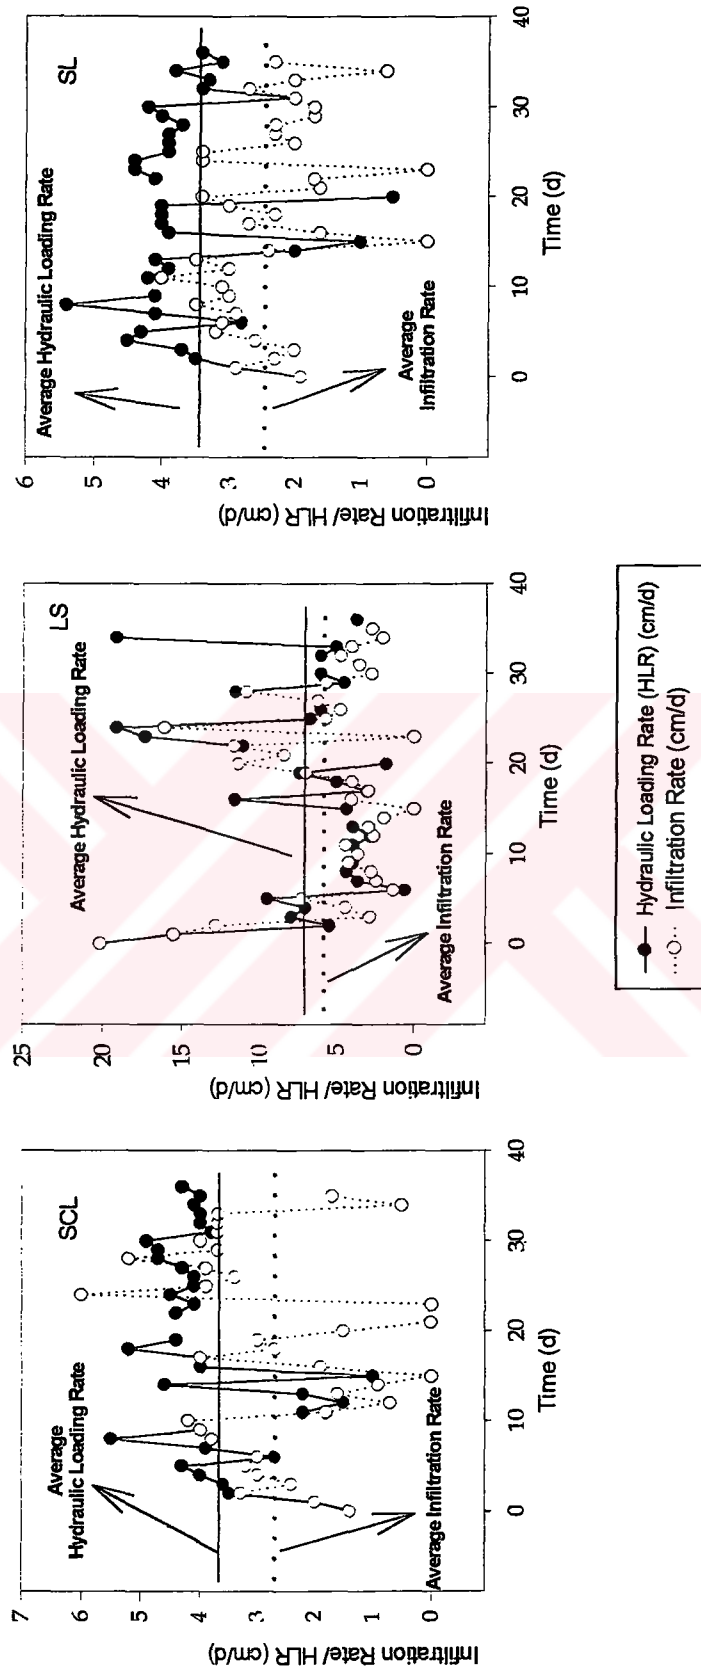 SCL
Average
Hydraulic Loading Rate
Average Infiltration Rate
Infiltration Rate/ HLR (cm/d)
7
6
5
4
3
2
1
0
0
10
20
30
40
Time (d)
LS
Average Hydraulic Loading Rate
Average Infiltration Rate
Infiltration Rate/ HLR (cm/d)
25
20
15
10
5
0
0
10
20
30
40
Time (d)
SL
Average Hydraulic Loading Rate
Average
Infiltration Rate
Infiltration Rate/ HLR (cm/d)
6
5
4
3
2
1
0
0
10
20
30
40
Time (d)
Hydraulic Loading Rate (HLR) (cm/d)
Infiltration Rate (cm/d)